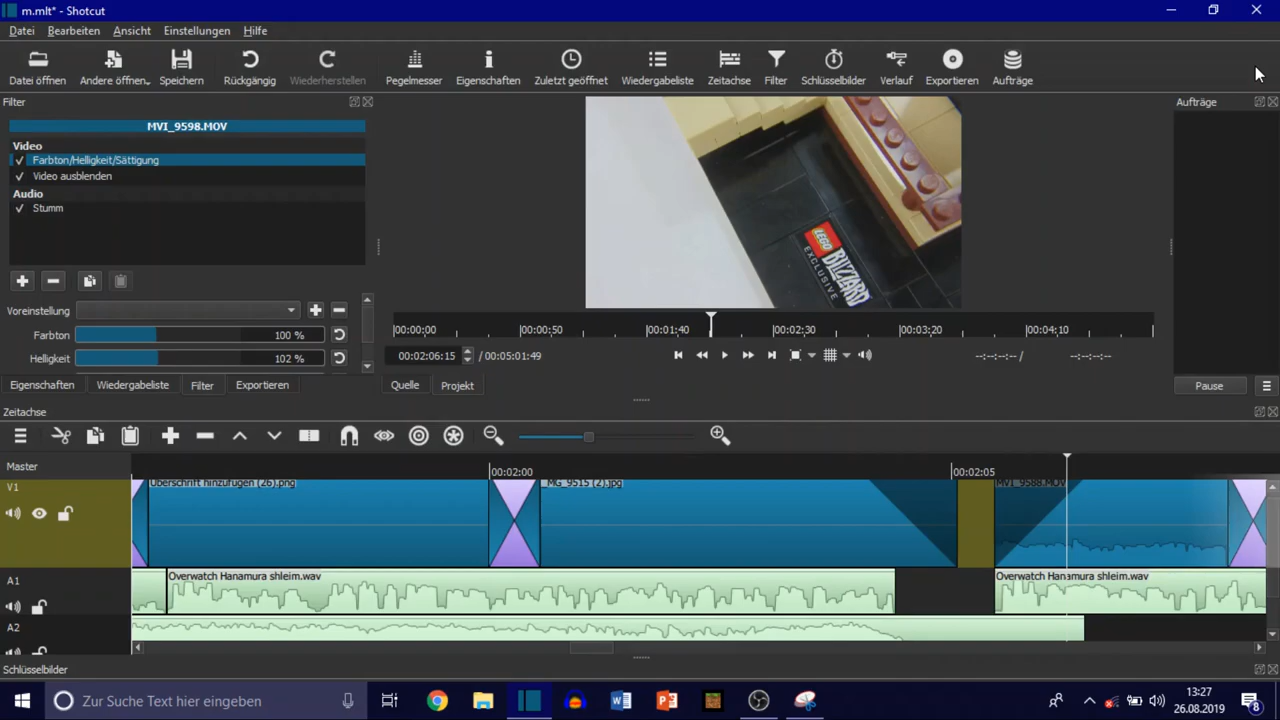 m.mlt* - Shotcut
Datei Bearbeiten Ansicht Einstellungen Hilfe
Datei öffnen Andere öffnen.. Speichern Rückgängig Wiederherstellen Pegelmesser Eigenschaften Zuletzt geöffnet Wiedergabeliste Zeitachse Filter Schlüsselbilder Verlauf Exportieren Aufträge
Filter
Aufträge
MVI_9598.MOV
Video
Farbton/Helligkeit/Sättigung
Video ausblenden
Audio
Stumm
LEGO
BLIZZARD
EXCLUSIVE
Voreinstellung
Farbton 100 %
Helligkeit 102 %
00:00:00 00:00:50 00:01:40 00:02:30 00:03:20 00:04:10
00:02:06:15 / 00:05:01:49
--:--:--:-- / --:--:--:--
Eigenschaften Wiedergabeliste Filter Exportieren
Quelle Projekt
Pause
Zeitachse
Master
00:02:00 00:02:05
V1
Überschrift hinzufügen (26).png
_MG_9515 (2).jpg
MVI_9588.MOV
A1
Overwatch Hanamura shleim.wav
Overwatch Hanamura shleim.wav
A2
Schlüsselbilder
Zur Suche Text hier eingeben
13:27
26.08.2019
8